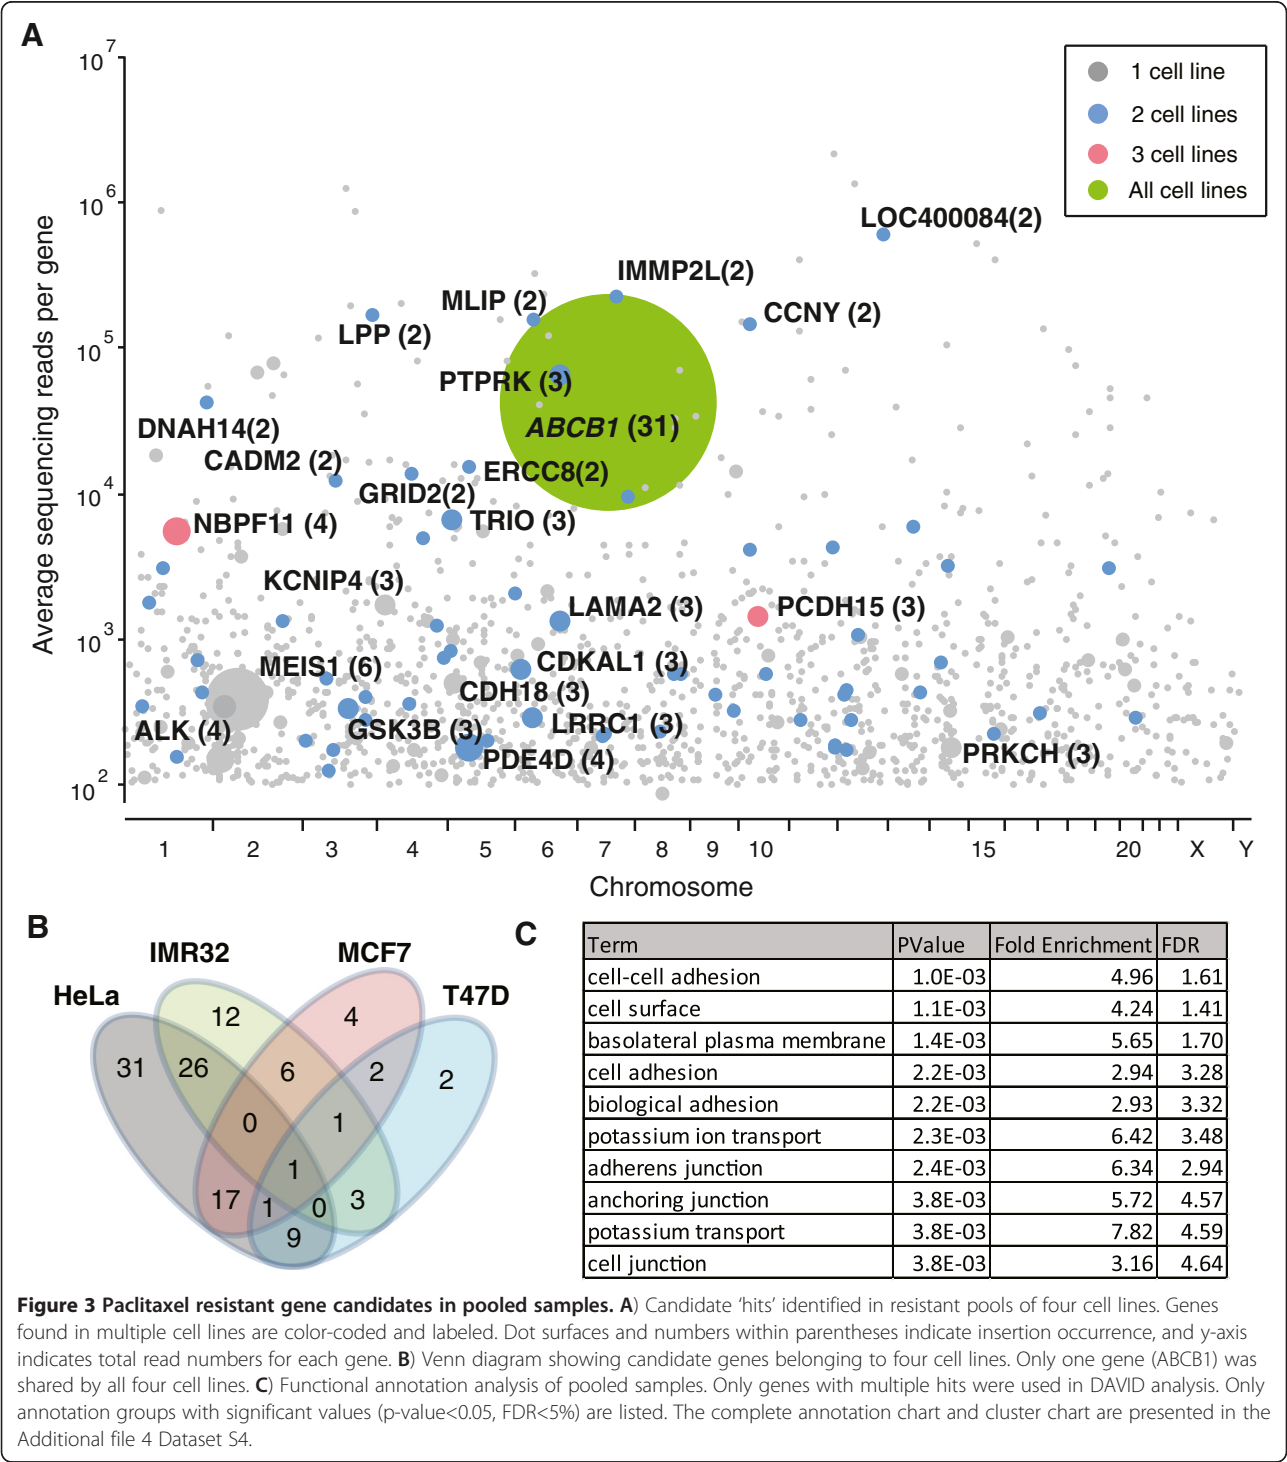 A
10^7
10^6
10^5
10^4
10^3
10^2
Average sequencing reads per gene
1 cell line
2 cell lines
3 cell lines
All cell lines
LOC400084(2)
IMMP2L(2)
MLIP (2)
CCNY (2)
LPP (2)
PTPRK (3)
ABCB1 (31)
DNAH14(2)
CADM2 (2)
ERCC8(2)
GRID2(2)
NBPF11 (4)
TRIO (3)
KCNIP4 (3)
LAMA2 (3)
PCDH15 (3)
MEIS1 (6)
CDKAL1 (3)
CDH18 (3)
ALK (4)
GSK3B (3)
LRRC1 (3)
PDE4D (4)
PRKCH (3)
1 2 3 4 5 6 7 8 9 10 15 20 X Y
Chromosome
B
IMR32 MCF7
HeLa T47D
12 4
31 26 6 2 2
0 1
1
17 1 0 3
9
C
Term PValue Fold Enrichment FDR
cell-cell adhesion 1.0E-03 4.96 1.61
cell surface 1.1E-03 4.24 1.41
basolateral plasma membrane 1.4E-03 5.65 1.70
cell adhesion 2.2E-03 2.94 3.28
biological adhesion 2.2E-03 2.93 3.32
potassium ion transport 2.3E-03 6.42 3.48
adherens junction 2.4E-03 6.34 2.94
anchoring junction 3.8E-03 5.72 4.57
potassium transport 3.8E-03 7.82 4.59
cell junction 3.8E-03 3.16 4.64
Figure 3 Paclitaxel resistant gene candidates in pooled samples. A) Candidate ‘hits’ identified in resistant pools of four cell lines. Genes
found in multiple cell lines are color-coded and labeled. Dot surfaces and numbers within parentheses indicate insertion occurrence, and y-axis
indicates total read numbers for each gene. B) Venn diagram showing candidate genes belonging to four cell lines. Only one gene (ABCB1) was
shared by all four cell lines. C) Functional annotation analysis of pooled samples. Only genes with multiple hits were used in DAVID analysis. Only
annotation groups with significant values (p-value<0.05, FDR<5%) are listed. The complete annotation chart and cluster chart are presented in the
Additional file 4 Dataset S4.